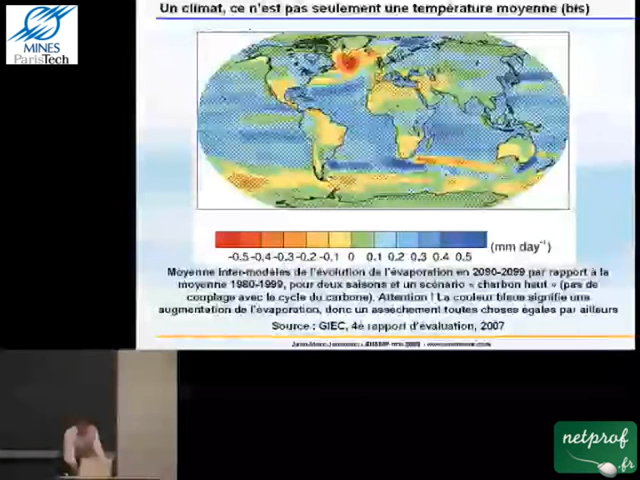 Un climat, ce n'est pas seulement une température moyenne (bis)
MINES
ParisTech
-0.5 -0.4 -0.3 -0.2 -0.1 0 0.1 0.2 0.3 0.4 0.5 (mm day⁻¹)
Moyenne inter-modèles de l'évolution de l'évaporation en 2090-2099 par rapport à la
moyenne 1980-1999, pour deux saisons et un scénario « charbon haut » (pas de
couplage avec le cycle du carbone). Attention ! La couleur bleue signifie une
augmentation de l'évaporation, donc un assèchement toutes choses égales par ailleurs
Source : GIEC, 4è rapport d'évaluation, 2007
netprof
.fr